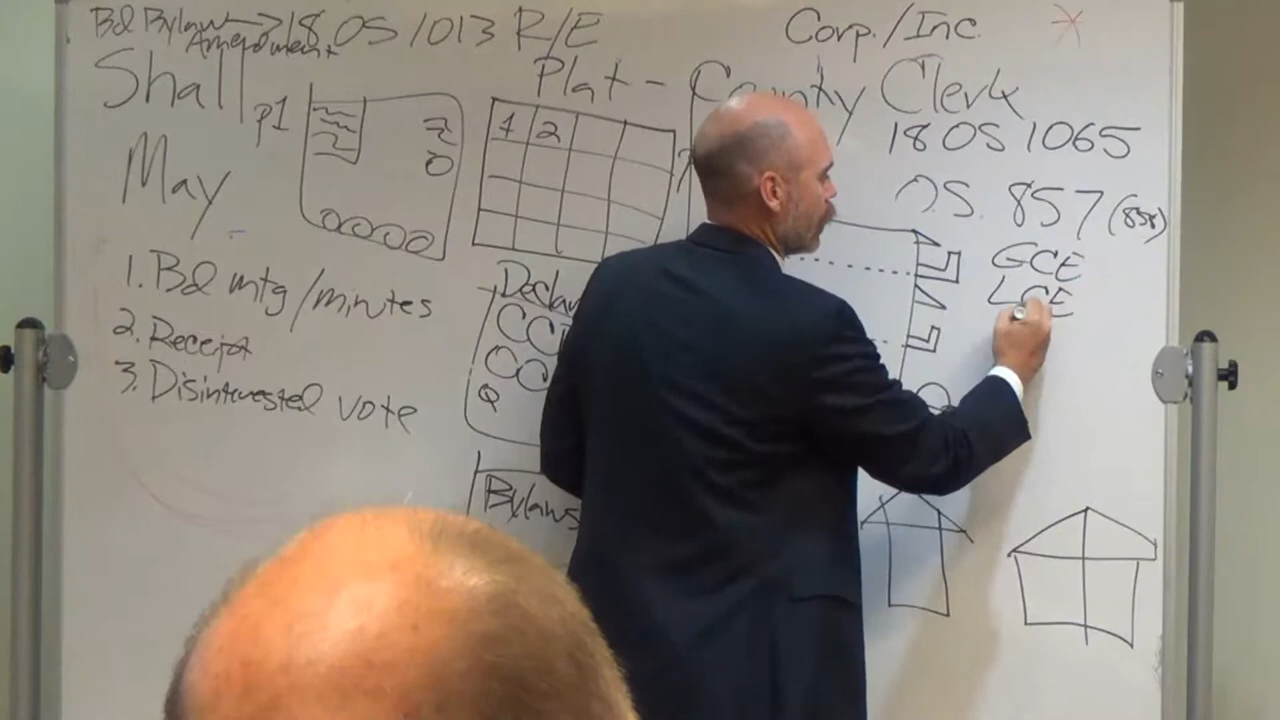 Bd Bylaw → 18 OS 1013 R/E
Amendment
Corp./Inc.
Shall
Plat - County Clerk
p1
1 2
18 OS 1065
May
O.S. 857 (858)
GCE
LCE
1. Bd mtg/minutes
2. Receipt
3. Disinterested vote
Q
Bylaws